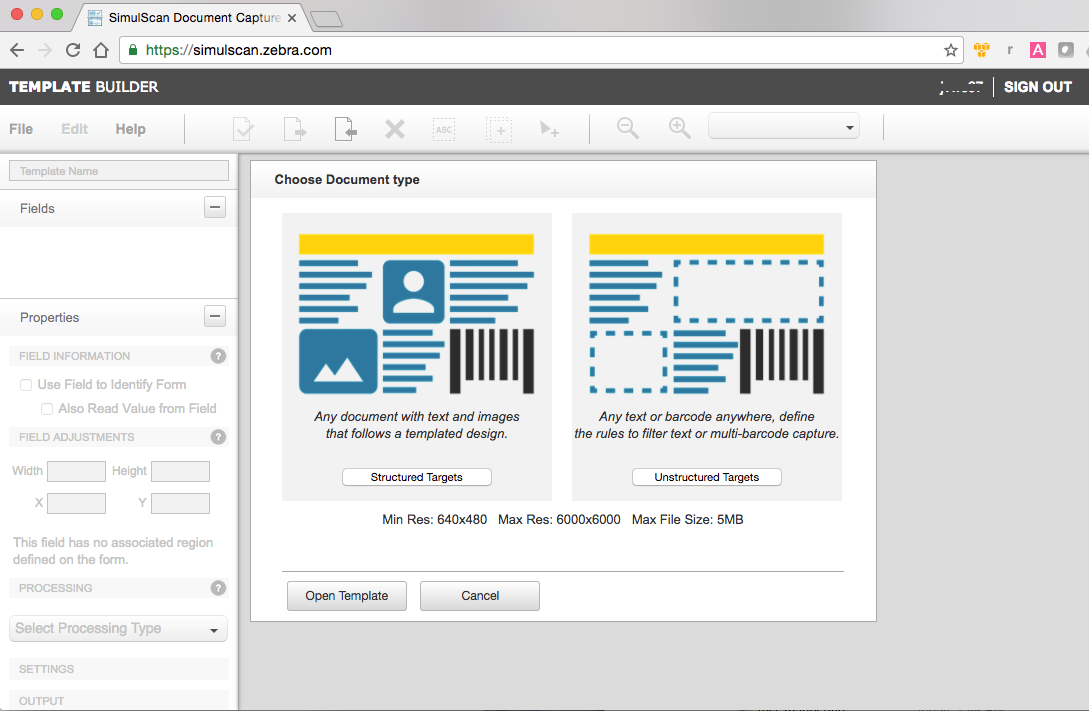 SimulScan Document Capture
https://simulscan.zebra.com
r
A
TEMPLATE BUILDER
SIGN OUT
File Edit Help
ABC
Template Name
Fields
Properties
FIELD INFORMATION ?
Use Field to Identify Form
Also Read Value from Field
FIELD ADJUSTMENTS ?
Width Height
X Y
This field has no associated region
defined on the form.
PROCESSING ?
Select Processing Type
SETTINGS
OUTPUT
Choose Document type
Any document with text and images
that follows a templated design.
Structured Targets
Any text or barcode anywhere, define
the rules to filter text or multi-barcode capture.
Unstructured Targets
Min Res: 640x480 Max Res: 6000x6000 Max File Size: 5MB
Open Template Cancel